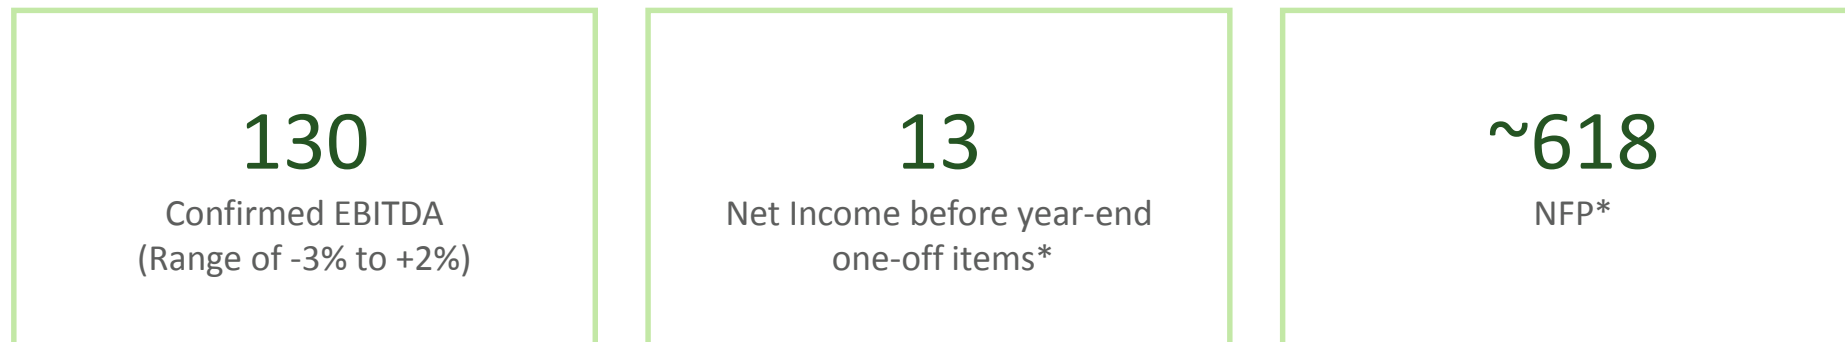 130
Confirmed EBITDA
(Range of -3% to +2%)
13
Net Income before year-end
one-off items*
~618
NFP*